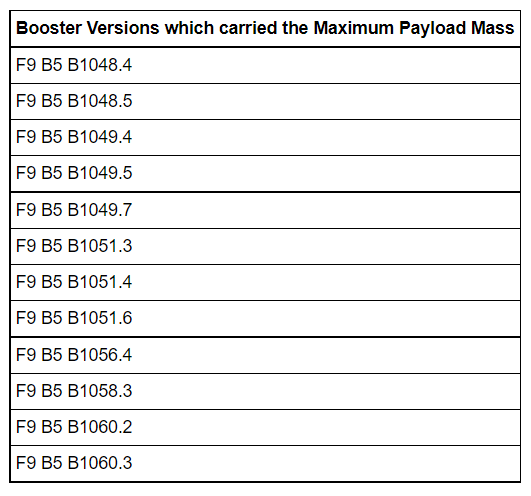 Booster Versions which carried the Maximum Payload Mass
F9 B5 B1048.4
F9 B5 B1048.5
F9 B5 B1049.4
F9 B5 B1049.5
F9 B5 B1049.7
F9 B5 B1051.3
F9 B5 B1051.4
F9 B5 B1051.6
F9 B5 B1056.4
F9 B5 B1058.3
F9 B5 B1060.2
F9 B5 B1060.3